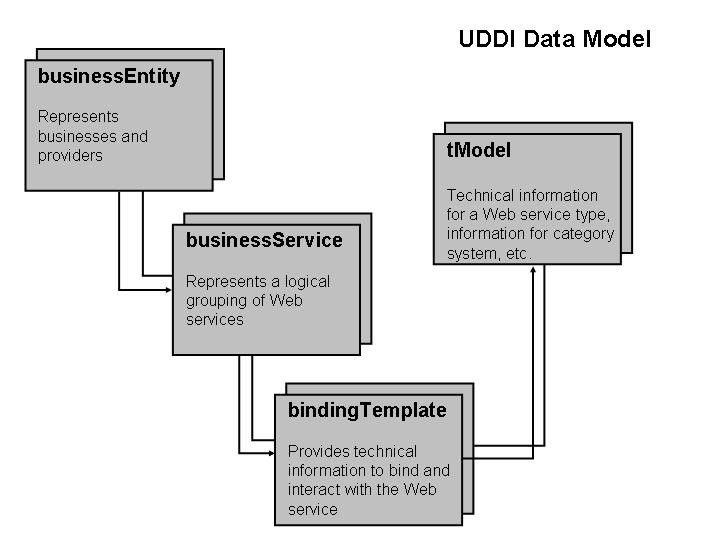 UDDI Data Model
businessEntity
Represents
businesses and
providers
tModel
Technical information
for a Web service type,
information for category
system, etc.
businessService
Represents a logical
grouping of Web
services
bindingTemplate
Provides technical
information to bind and
interact with the Web
service